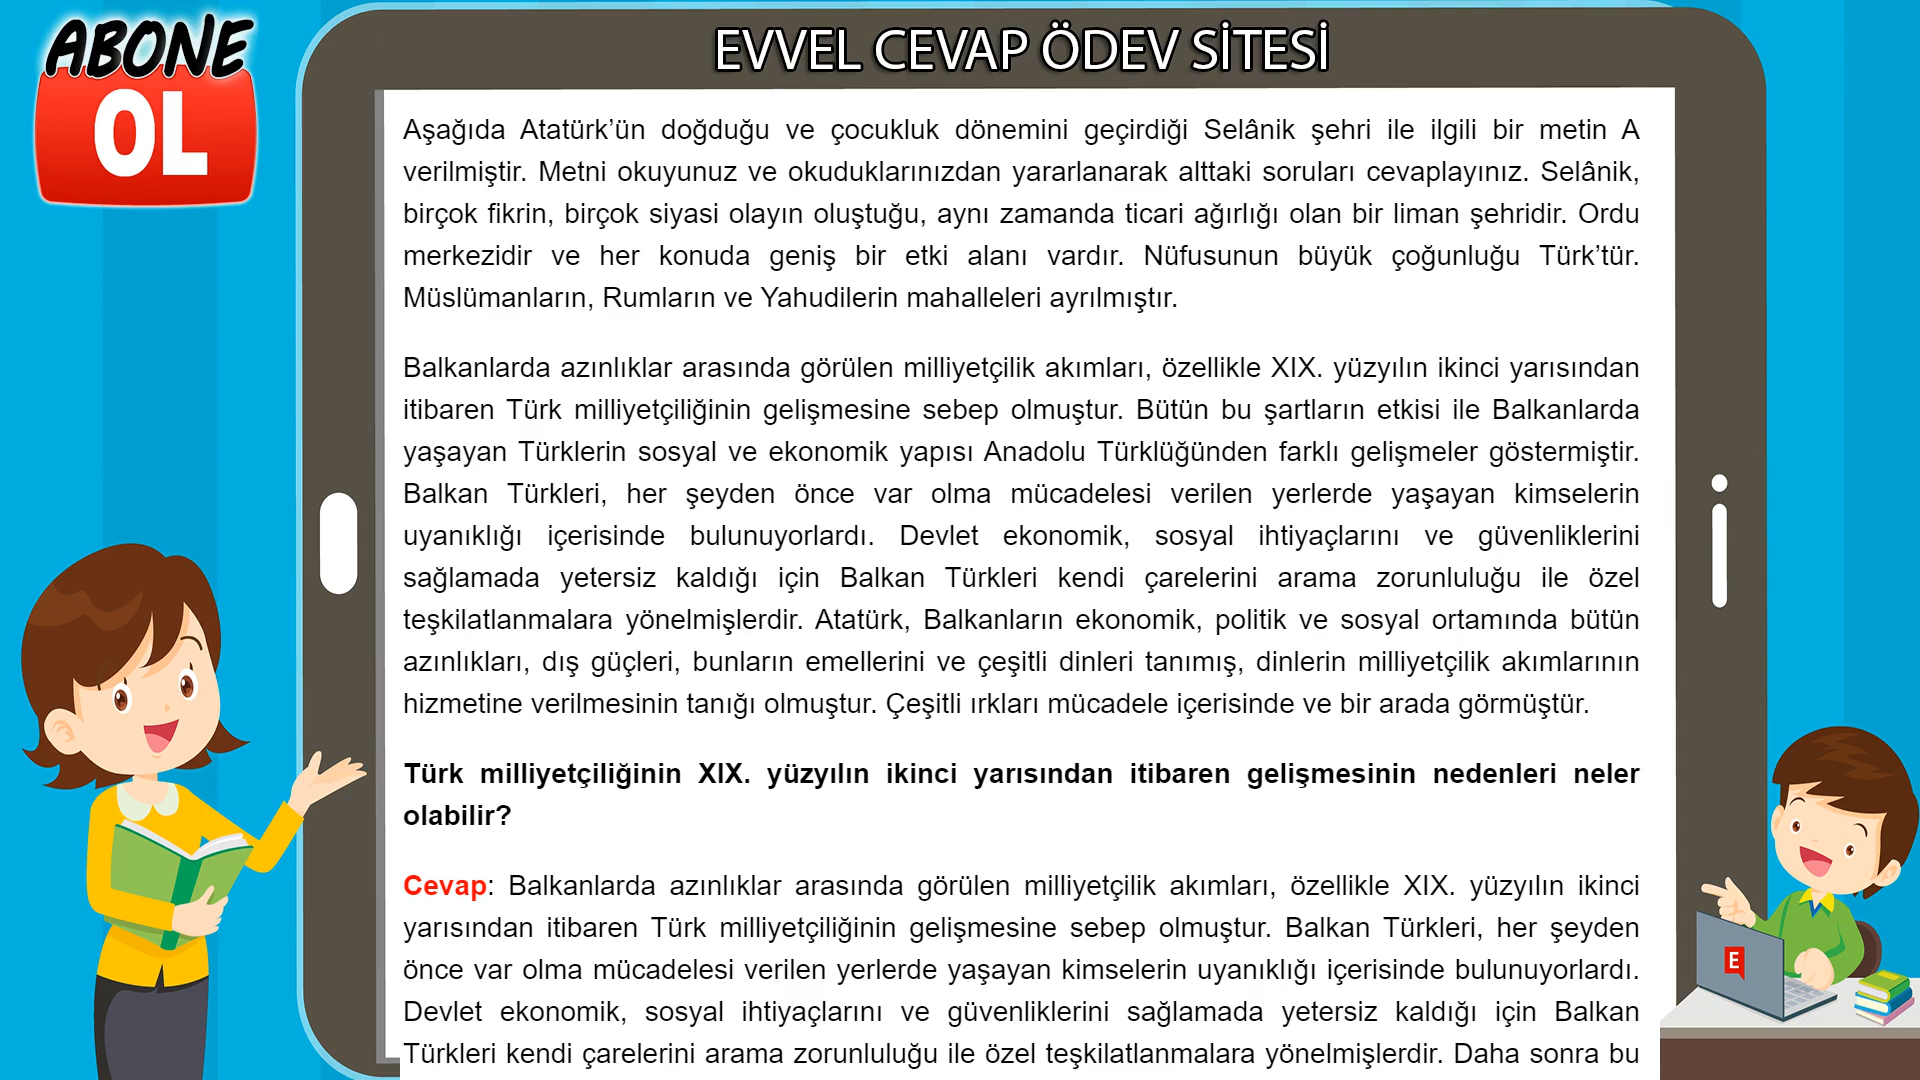 ABONE
OL
EVVEL CEVAP ÖDEV SİTESİ
Aşağıda Atatürk’ün doğduğu ve çocukluk dönemini geçirdiği Selânik şehri ile ilgili bir metin A
verilmiştir. Metni okuyunuz ve okuduklarınızdan yararlanarak alttaki soruları cevaplayınız. Selânik,
birçok fikrin, birçok siyasi olayın oluştuğu, aynı zamanda ticari ağırlığı olan bir liman şehridir. Ordu
merkezidir ve her konuda geniş bir etki alanı vardır. Nüfusunun büyük çoğunluğu Türk’tür.
Müslümanların, Rumların ve Yahudilerin mahalleleri ayrılmıştır.
Balkanlarda azınlıklar arasında görülen milliyetçilik akımları, özellikle XIX. yüzyılın ikinci yarısından
itibaren Türk milliyetçiliğinin gelişmesine sebep olmuştur. Bütün bu şartların etkisi ile Balkanlarda
yaşayan Türklerin sosyal ve ekonomik yapısı Anadolu Türklüğünden farklı gelişmeler göstermiştir.
Balkan Türkleri, her şeyden önce var olma mücadelesi verilen yerlerde yaşayan kimselerin
uyanıklığı içerisinde bulunuyorlardı. Devlet ekonomik, sosyal ihtiyaçlarını ve güvenliklerini
sağlamada yetersiz kaldığı için Balkan Türkleri kendi çarelerini arama zorunluluğu ile özel
teşkilatlanmalara yönelmişlerdir. Atatürk, Balkanların ekonomik, politik ve sosyal ortamında bütün
azınlıkları, dış güçleri, bunların emellerini ve çeşitli dinleri tanımış, dinlerin milliyetçilik akımlarının
hizmetine verilmesinin tanığı olmuştur. Çeşitli ırkları mücadele içerisinde ve bir arada görmüştür.
Türk milliyetçiliğinin XIX. yüzyılın ikinci yarısından itibaren gelişmesinin nedenleri neler
olabilir?
Cevap: Balkanlarda azınlıklar arasında görülen milliyetçilik akımları, özellikle XIX. yüzyılın ikinci
yarısından itibaren Türk milliyetçiliğinin gelişmesine sebep olmuştur. Balkan Türkleri, her şeyden
önce var olma mücadelesi verilen yerlerde yaşayan kimselerin uyanıklığı içerisinde bulunuyorlardı.
Devlet ekonomik, sosyal ihtiyaçlarını ve güvenliklerini sağlamada yetersiz kaldığı için Balkan
Türkleri kendi çarelerini arama zorunluluğu ile özel teşkilatlanmalara yönelmişlerdir. Daha sonra bu
E